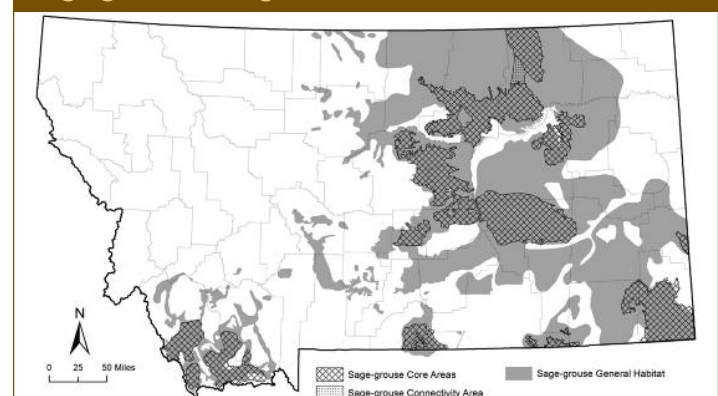 N
0 25 50 Miles
Sage-grouse Core Areas
Sage-grouse General Habitat
Sage-grouse Connectivity Area